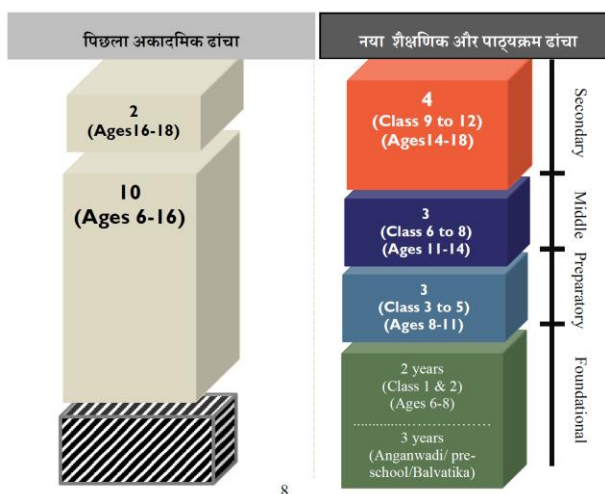 पिछला अकादमिक ढांचा
2
(Ages16-18)
10
(Ages 6-16)
नया शैक्षणिक और पाठ्यक्रम ढांचा
4
(Class 9 to 12)
(Ages14-18)
3
(Class 6 to 8)
(Ages 11-14)
3
(Class 3 to 5)
(Ages 8-11)
2 years
(Class 1 & 2)
(Ages 6-8)
3 years
(Anganwadi/ pre-
school/Balvatika)
Secondary
Middle
Preparatory
Foundational
8